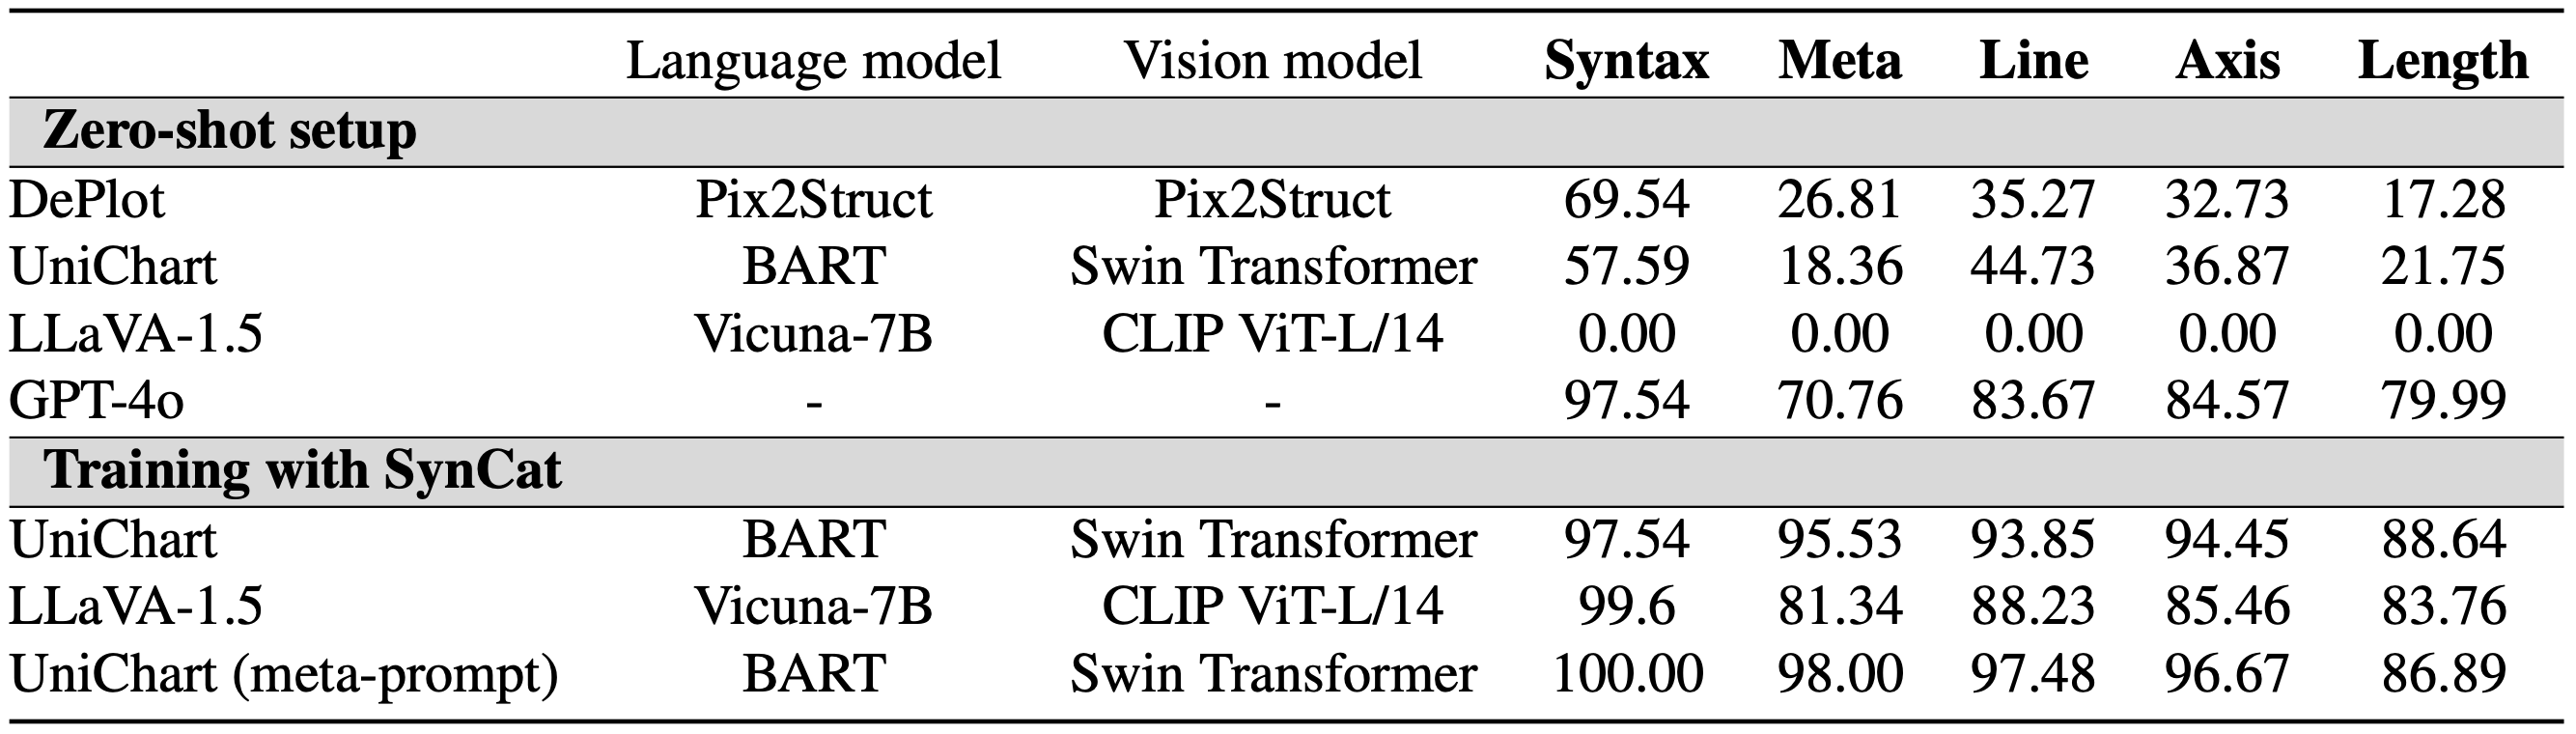 Language model Vision model Syntax Meta Line Axis Length
Zero-shot setup
DePlot Pix2Struct Pix2Struct 69.54 26.81 35.27 32.73 17.28
UniChart BART Swin Transformer 57.59 18.36 44.73 36.87 21.75
LLaVA-1.5 Vicuna-7B CLIP ViT-L/14 0.00 0.00 0.00 0.00 0.00
GPT-4o - - 97.54 70.76 83.67 84.57 79.99
Training with SynCat
UniChart BART Swin Transformer 97.54 95.53 93.85 94.45 88.64
LLaVA-1.5 Vicuna-7B CLIP ViT-L/14 99.6 81.34 88.23 85.46 83.76
UniChart (meta-prompt) BART Swin Transformer 100.00 98.00 97.48 96.67 86.89